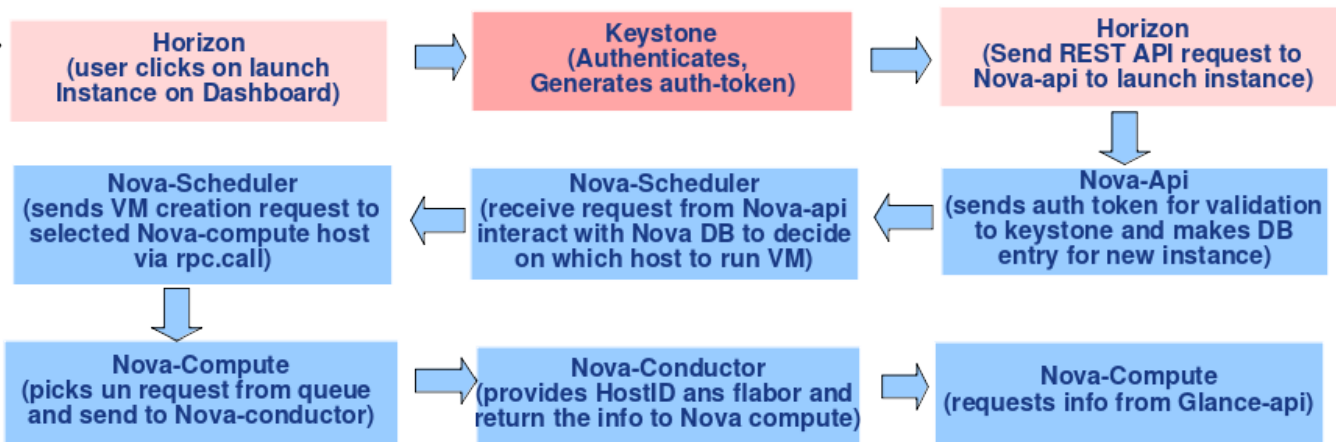 Horizon
(user clicks on launch
Instance on Dashboard)
Keystone
(Authenticates,
Generates auth-token)
Horizon
(Send REST API request to
Nova-api to launch instance)
Nova-Api
(sends auth token for validation
to keystone and makes DB
entry for new instance)
Nova-Scheduler
(receive request from Nova-api
interact with Nova DB to decide
on which host to run VM)
Nova-Scheduler
(sends VM creation request to
selected Nova-compute host
via rpc.call)
Nova-Compute
(picks un request from queue
and send to Nova-conductor)
Nova-Conductor
(provides HostID ans flabor and
return the info to Nova compute)
Nova-Compute
(requests info from Glance-api)